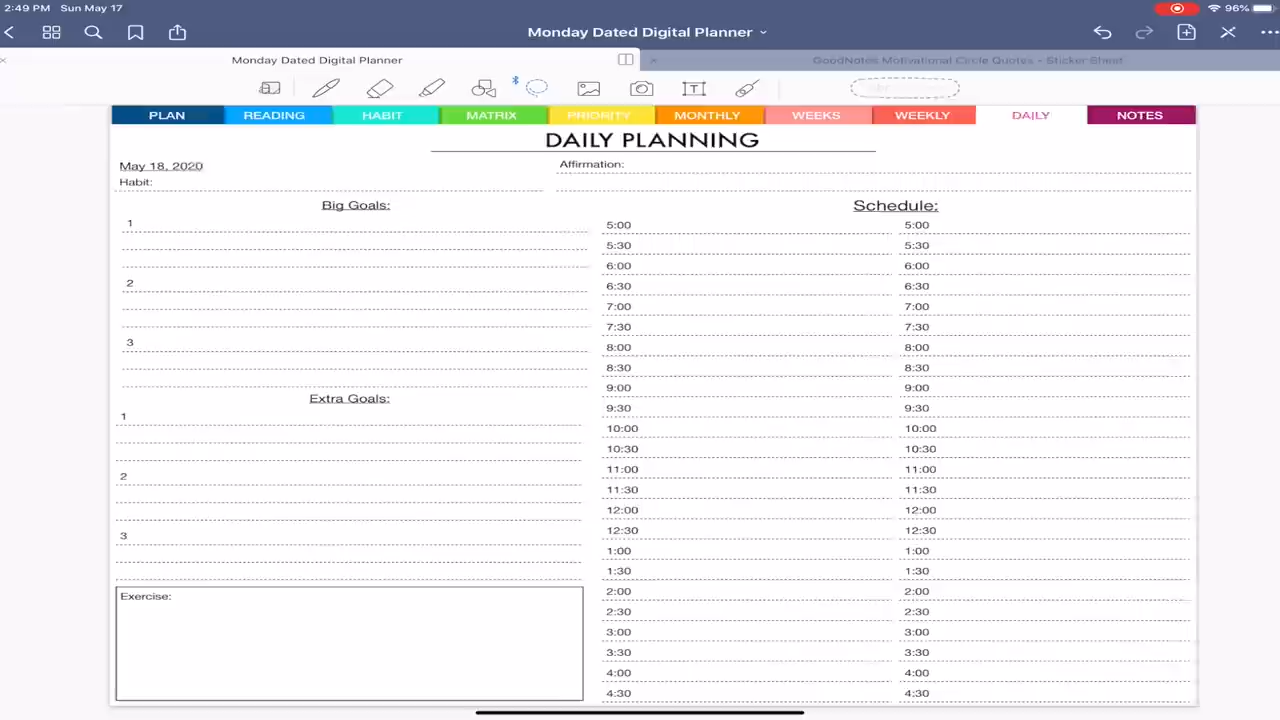 2:49 PM Sun May 17 96%
Monday Dated Digital Planner
Monday Dated Digital Planner GoodNotes Motivational Circle Quotes - Sticker Sheet
PLAN READING HABIT MATRIX PRIORITY MONTHLY WEEKS WEEKLY DAILY NOTES
DAILY PLANNING
May 18, 2020 Affirmation:
Habit:
Big Goals:
1
2
3
Extra Goals:
1
2
3
Exercise:
Schedule:
5:00 5:00
5:30 5:30
6:00 6:00
6:30 6:30
7:00 7:00
7:30 7:30
8:00 8:00
8:30 8:30
9:00 9:00
9:30 9:30
10:00 10:00
10:30 10:30
11:00 11:00
11:30 11:30
12:00 12:00
12:30 12:30
1:00 1:00
1:30 1:30
2:00 2:00
2:30 2:30
3:00 3:00
3:30 3:30
4:00 4:00
4:30 4:30